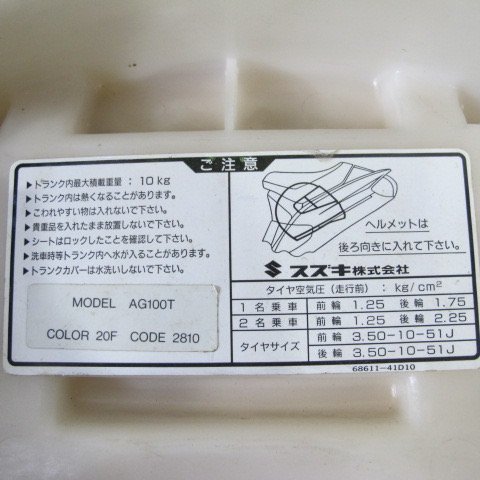 ご注意
▶トランク内最大積載重量：10kg
▶トランク内は熱くなることがあります。
▶こわれやすい物は入れないで下さい。
▶貴重品を入れたまま放置しないで下さい。
▶シートはロックしたことを確認して下さい。
▶洗車時等トランク内へ水が入ることがあります。
▶トランクカバーは水洗いしないで下さい。
MODEL AG100T
COLOR 20F CODE 2810
ヘルメットは
後ろ向きに入れて下さい。
スズキ株式会社
タイヤ空気圧（走行前）：kg/cm²
1名乗車 前輪 1.25 後輪 1.75
2名乗車 前輪 1.25 後輪 2.25
タイヤサイズ 前輪 3.50-10-51J
後輪 3.50-10-51J
68611-41D10